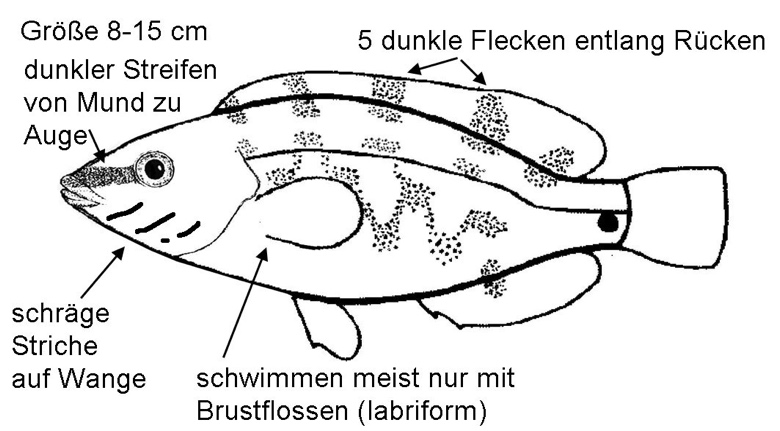 Größe 8-15 cm
5 dunkle Flecken entlang Rücken
dunkler Streifen
von Mund zu
Auge
schräge
Striche
auf Wange
schwimmen meist nur mit
Brustflossen (labriform)